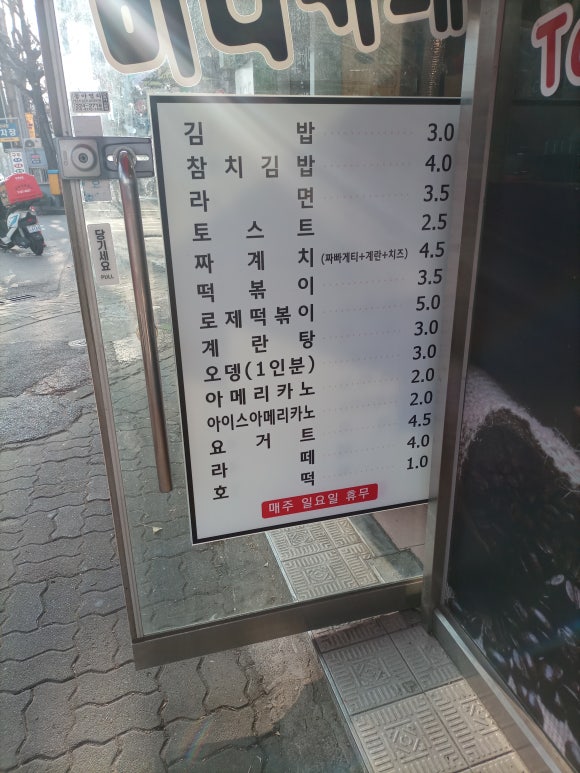 김밥 3.0
참치김밥 4.0
라면 3.5
토스트 2.5
짜계치 (짜빠게티+계란+치즈) 4.5
떡볶이 3.5
로제떡볶이 5.0
계란탕 3.0
오뎅(1인분) 3.0
아메리카노 2.0
아이스아메리카노 2.0
요거트 4.5
라떼 4.0
호떡 1.0
매주 일요일 휴무
당기세요
PULL